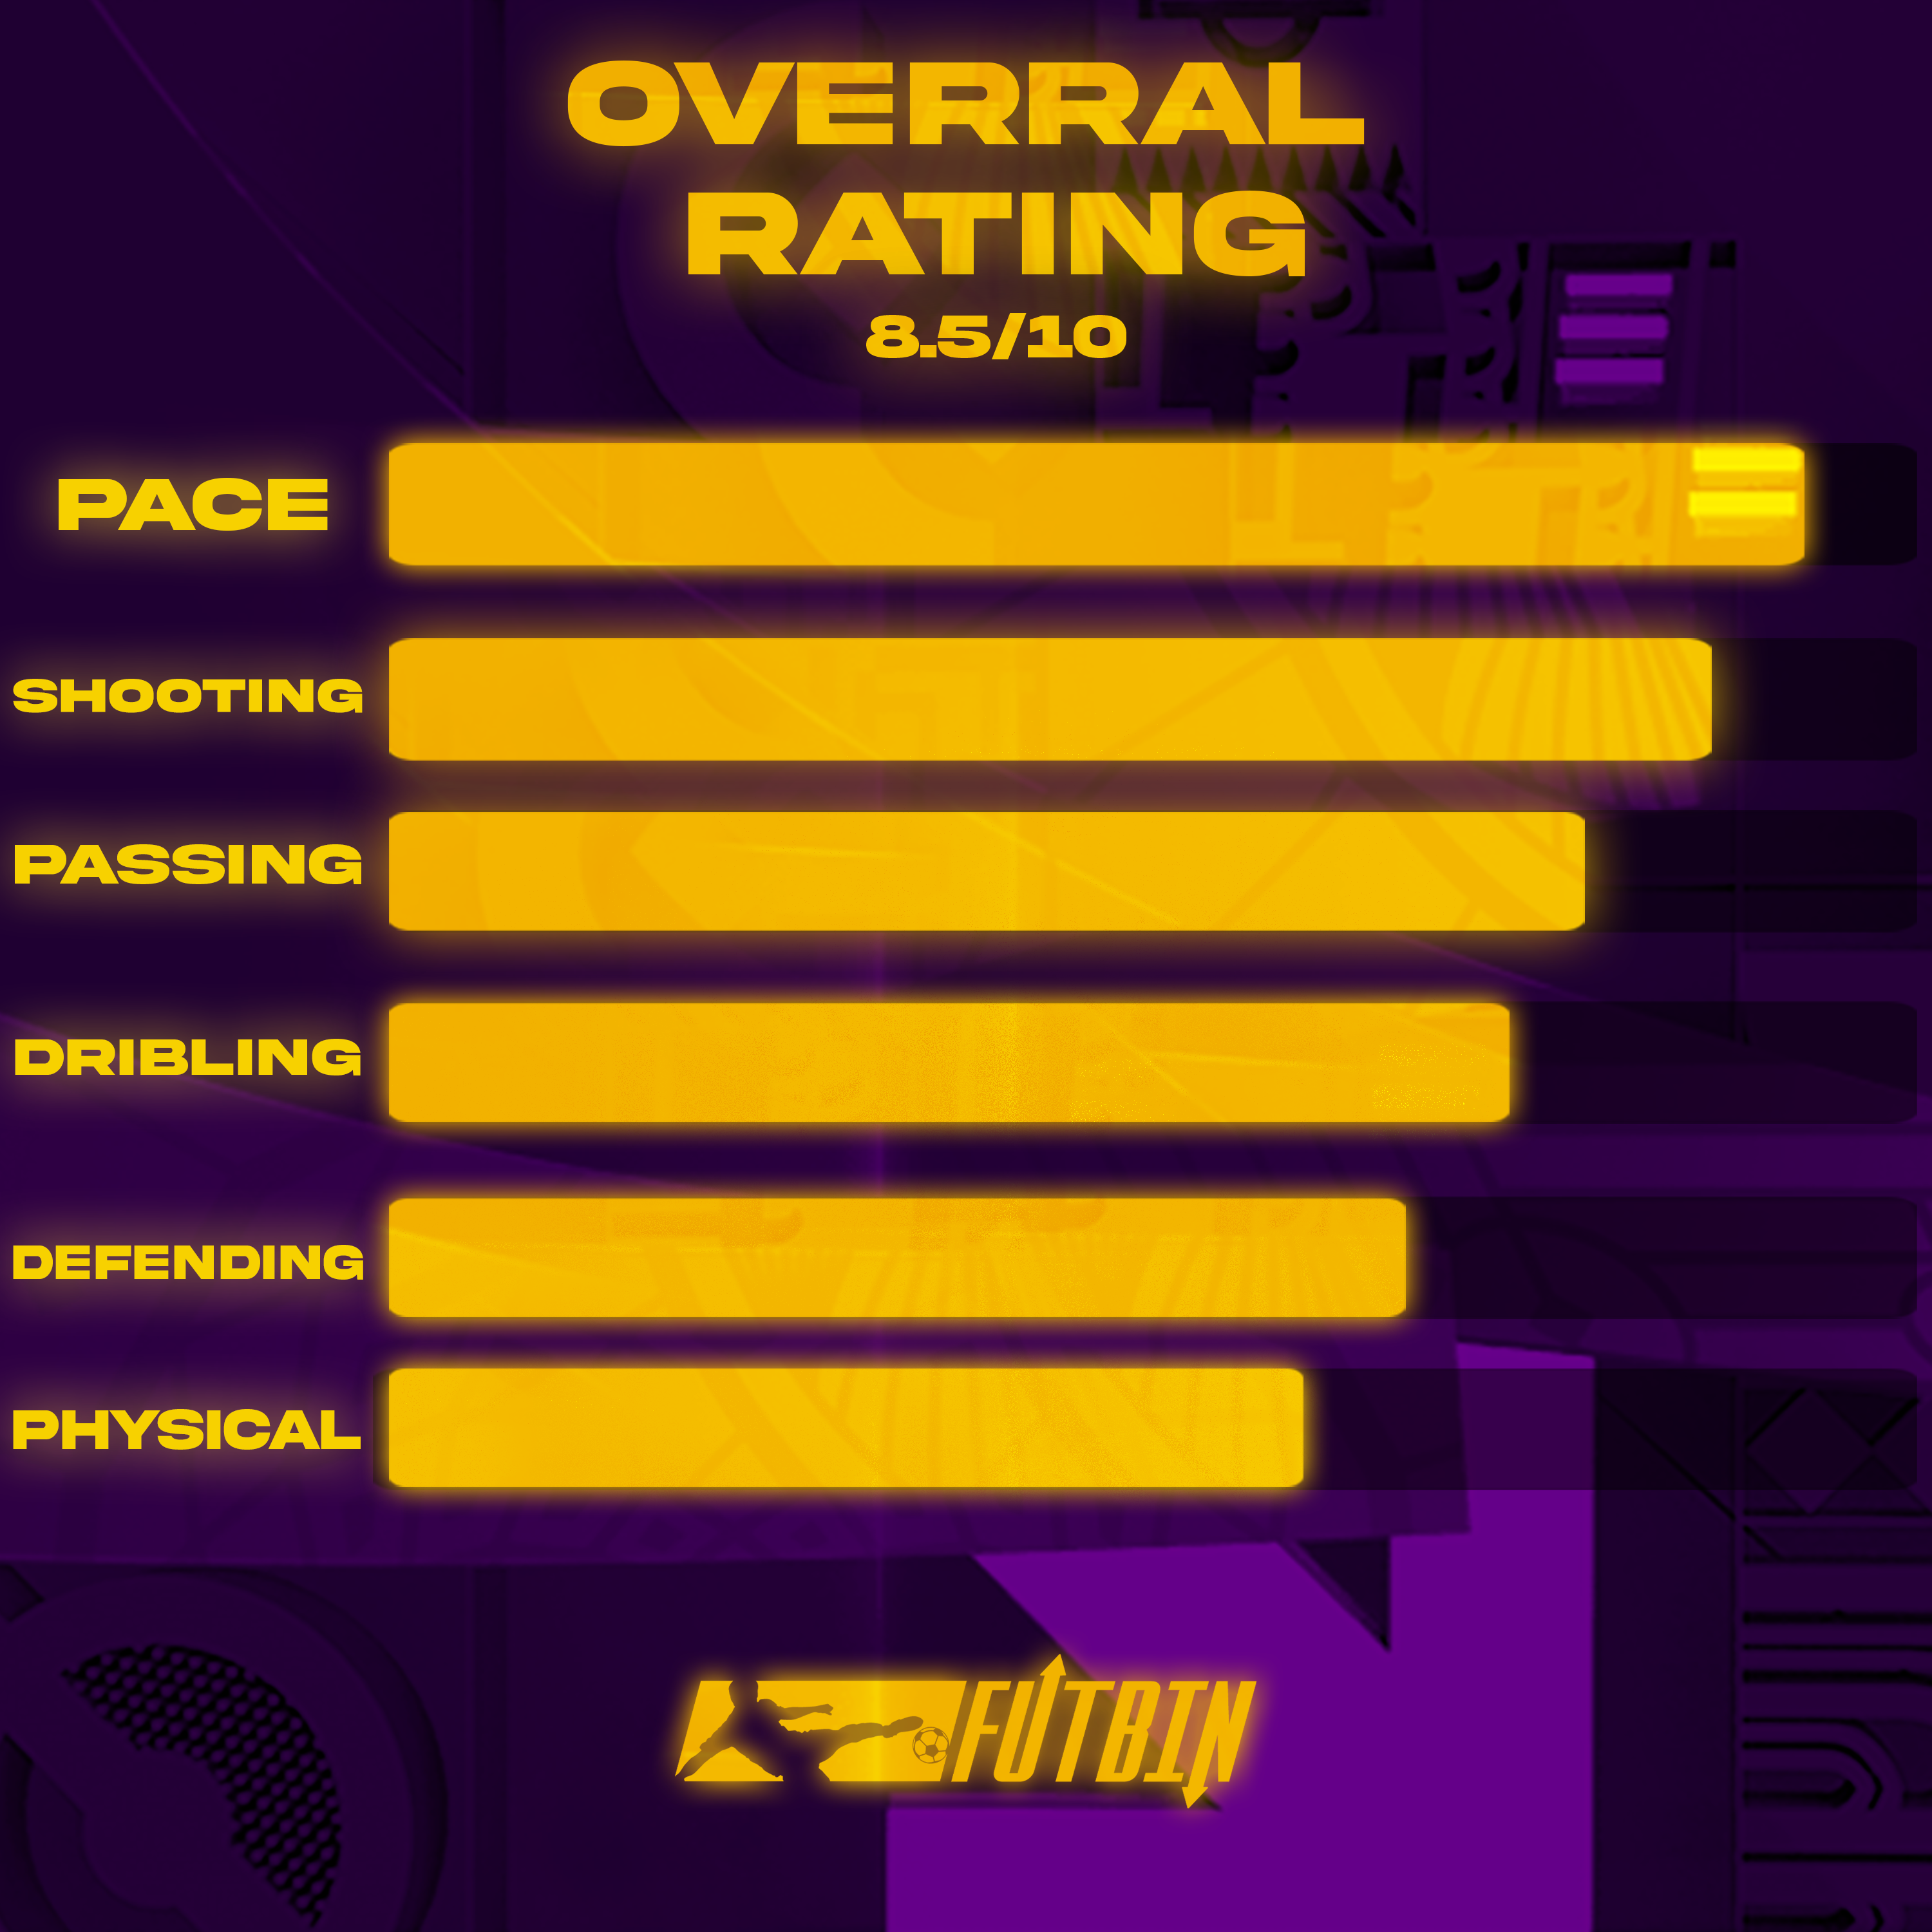 OVERRAL
RATING
8.5/10
PACE
SHOOTING
PASSING
DRIBLING
DEFENDING
PHYSICAL
FUTBIN